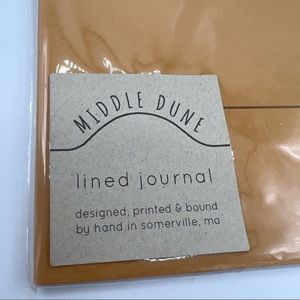 MIDDLE DUNE
lined journal
designed, printed & bound
by hand in somerville, ma